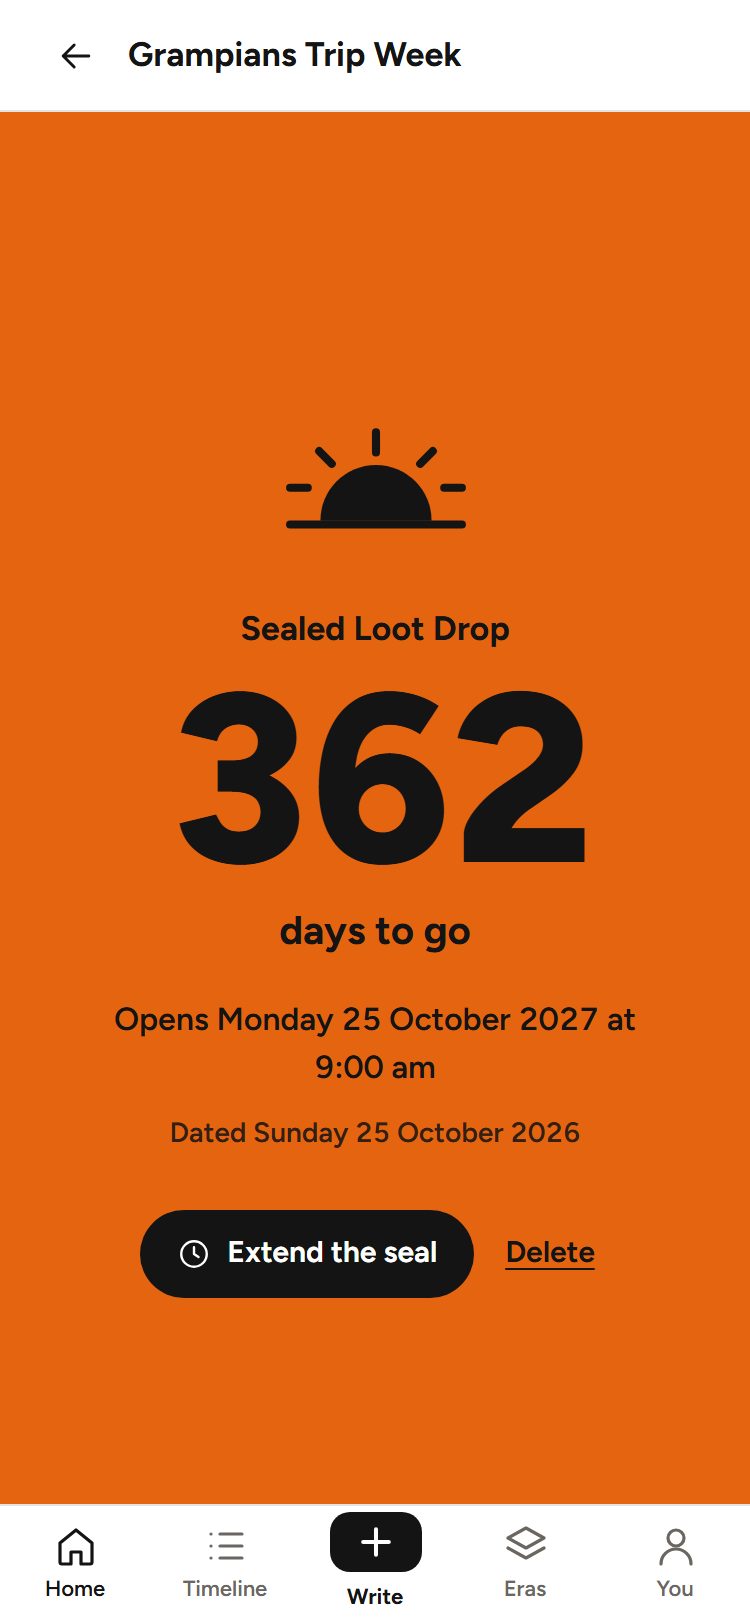 Grampians Trip Week
Sealed Loot Drop
362
days to go
Opens Monday 25 October 2027 at
9:00 am
Dated Sunday 25 October 2026
Extend the seal
Delete
Home
Timeline
Write
Eras
You